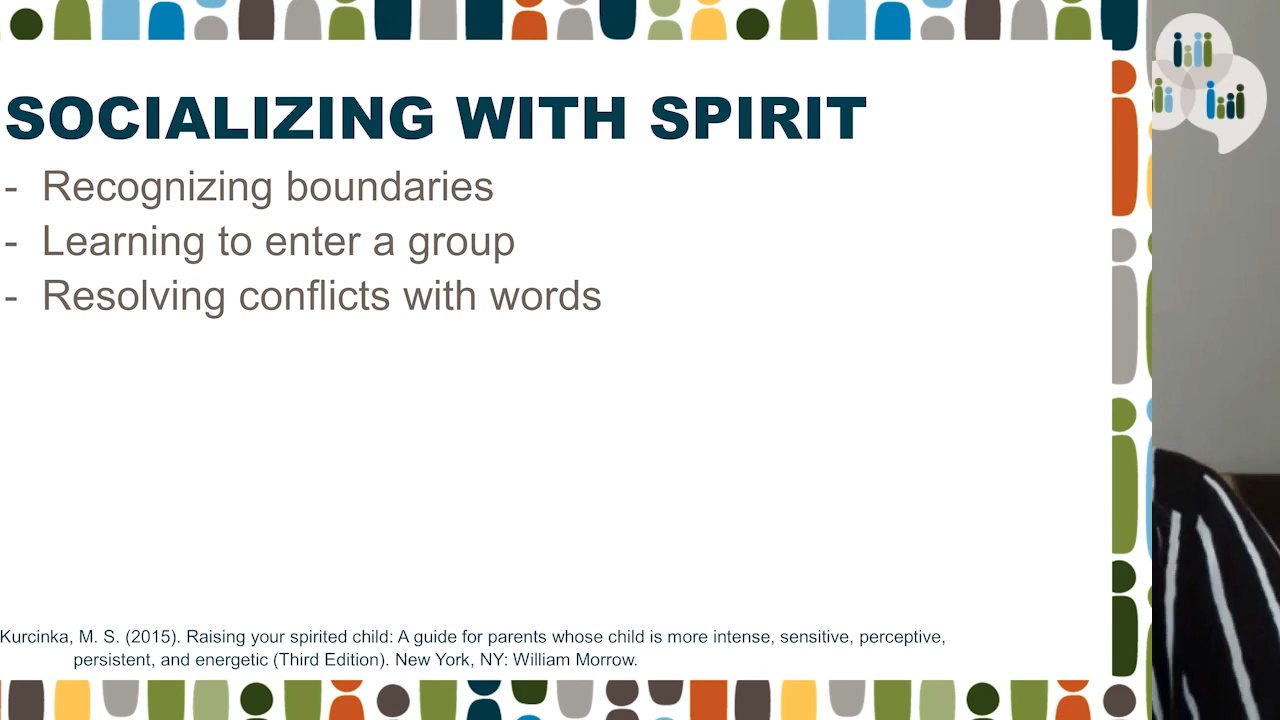 SOCIALIZING WITH SPIRIT
- Recognizing boundaries
- Learning to enter a group
- Resolving conflicts with words
Kurcinka, M. S. (2015). Raising your spirited child: A guide for parents whose child is more intense, sensitive, perceptive,
persistent, and energetic (Third Edition). New York, NY: William Morrow.